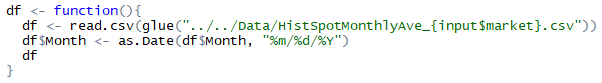 df <- function(){
  df <- read.csv(glue("../../Data/HistSpotMonthlyAve_{input$market}.csv"))
  df$Month <- as.Date(df$Month, "%m/%d/%Y")
  df
}